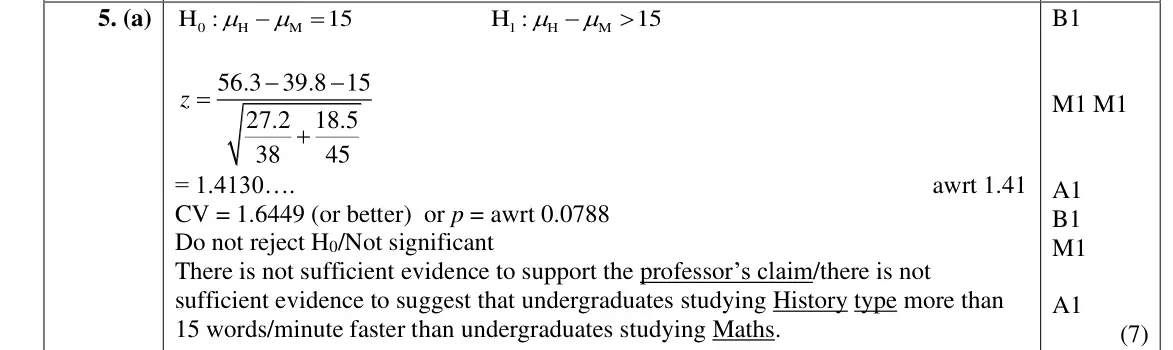 5. (a) H₀ : μ_H − μ_M = 15 H₁ : μ_H − μ_M > 15 B1
z = (56.3 − 39.8 − 15) / √(27.2/38 + 18.5/45) M1 M1
= 1.4130…. awrt 1.41 A1
CV = 1.6449 (or better) or p = awrt 0.0788 B1
Do not reject H₀/Not significant M1
There is not sufficient evidence to support the professor’s claim/there is not
sufficient evidence to suggest that undergraduates studying History type more than A1
15 words/minute faster than undergraduates studying Maths.
(7)